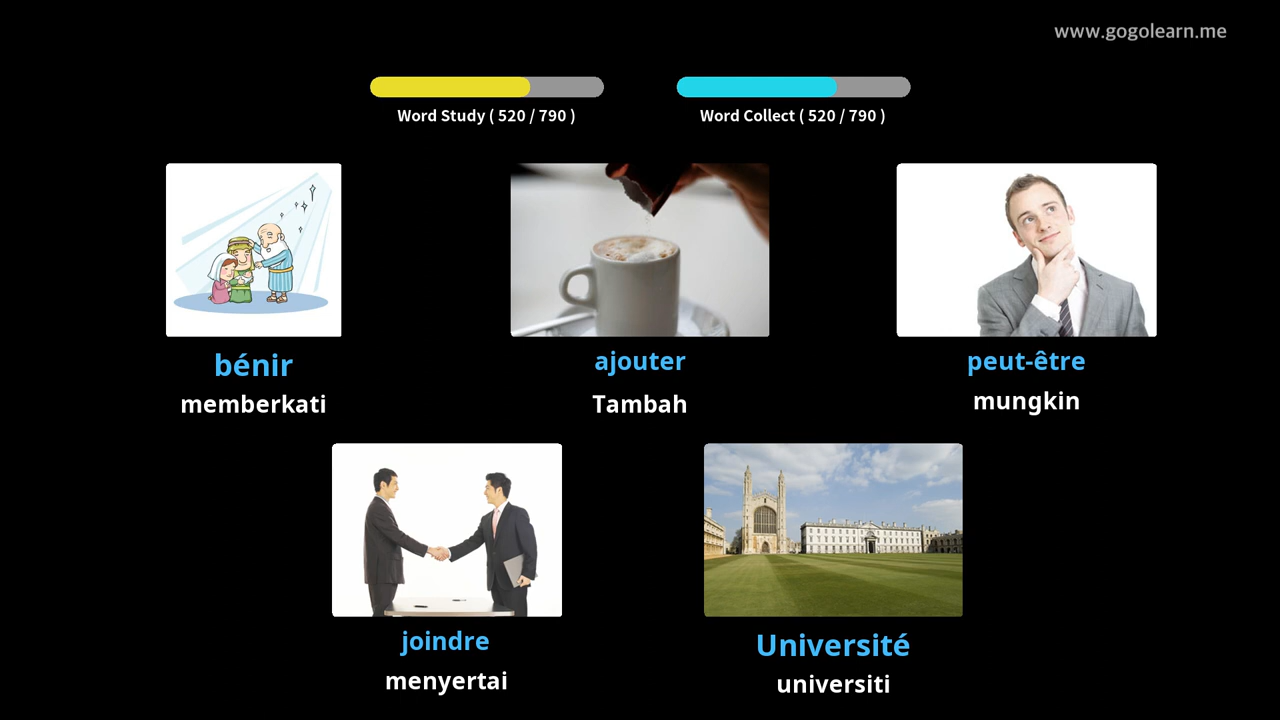 www.gogolearn.me
Word Study ( 520 / 790 )
Word Collect ( 520 / 790 )
bénir
memberkati
ajouter
Tambah
peut-être
mungkin
joindre
menyertai
Université
universiti